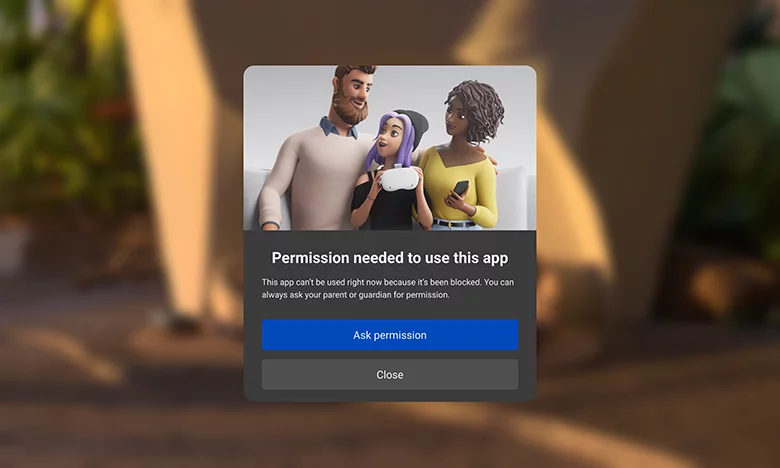 Permission needed to use this app
This app can't be used right now because it's been blocked. You can
always ask your parent or guardian for permission.
Ask permission
Close